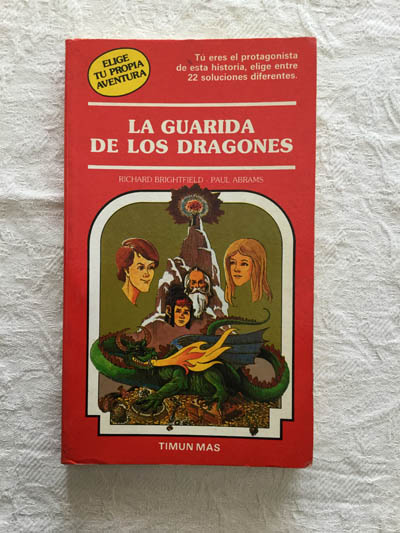 ELIGE
TU PROPIA
AVENTURA
Tú eres el protagonista
de esta historia, elige entre
22 soluciones diferentes.
LA GUARIDA
DE LOS DRAGONES
RICHARD BRIGHTFIELD - PAUL ABRAMS
TIMUN MAS